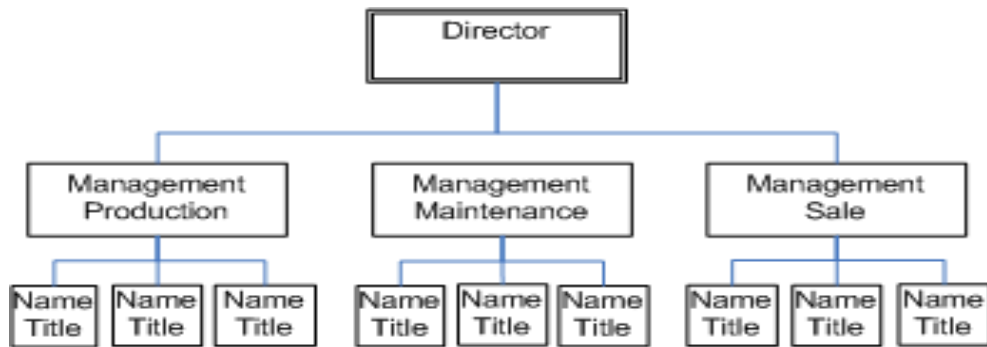 Director
Management
Production
Management
Maintenance
Management
Sale
Name
Title
Name
Title
Name
Title
Name
Title
Name
Title
Name
Title
Name
Title
Name
Title
Name
Title